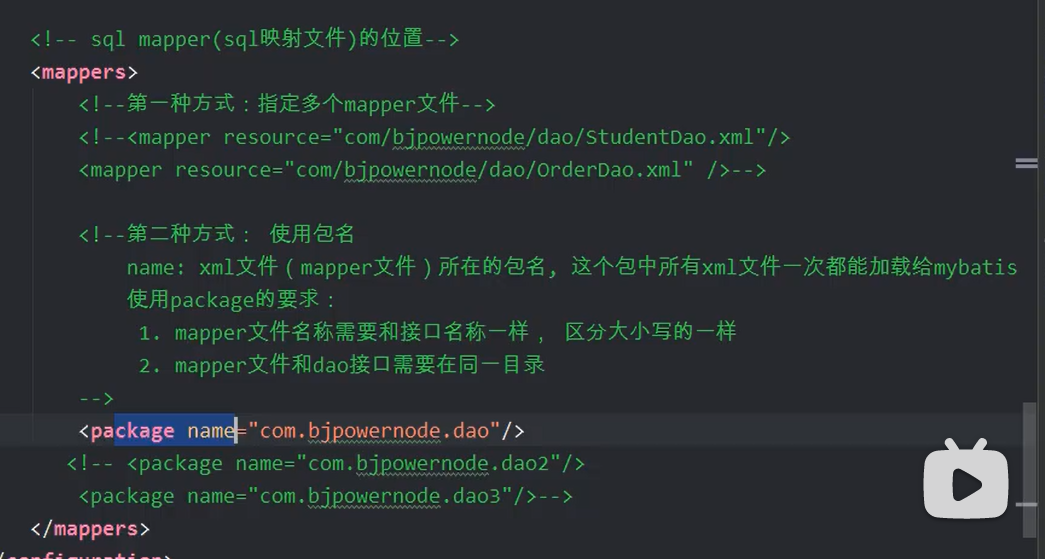 <!-- sql mapper(sql映射文件)的位置-->
<mappers>
<!--第一种方式：指定多个mapper文件-->
<!--<mapper resource="com/bjpowernode/dao/StudentDao.xml"/>
<mapper resource="com/bjpowernode/dao/OrderDao.xml" />-->
<!--第二种方式： 使用包名
name: xml文件（mapper文件）所在的包名, 这个包中所有xml文件一次都能加载给mybatis
使用package的要求：
1. mapper文件名称需要和接口名称一样， 区分大小写的一样
2. mapper文件和dao接口需要在同一目录
-->
<package name="com.bjpowernode.dao"/>
<!-- <package name="com.bjpowernode.dao2"/>
<package name="com.bjpowernode.dao3"/>-->
</mappers>
</configuration>